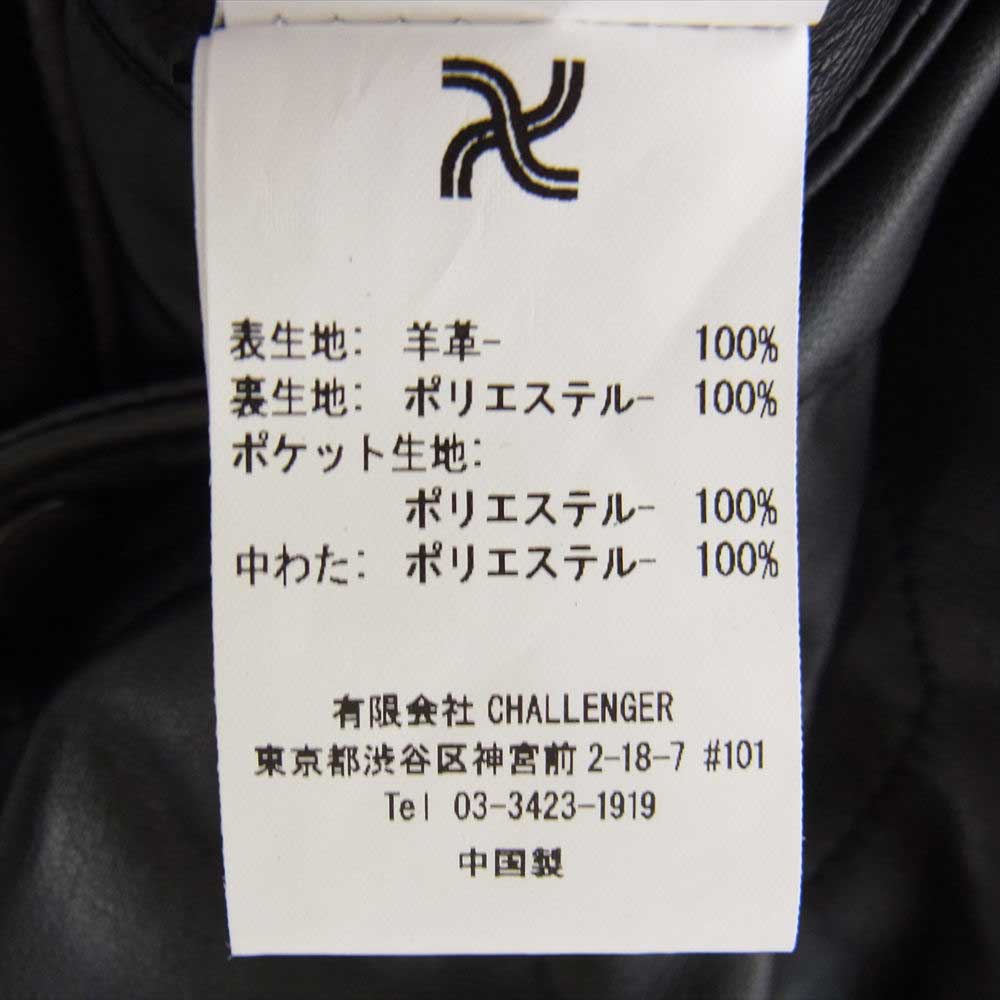 表生地: 羊革- 100%
裏生地: ポリエステル- 100%
ポケット生地:
ポリエステル- 100%
中わた: ポリエステル- 100%
有限会社 CHALLENGER
東京都渋谷区神宮前 2-18-7 #101
Tel 03-3423-1919
中国製